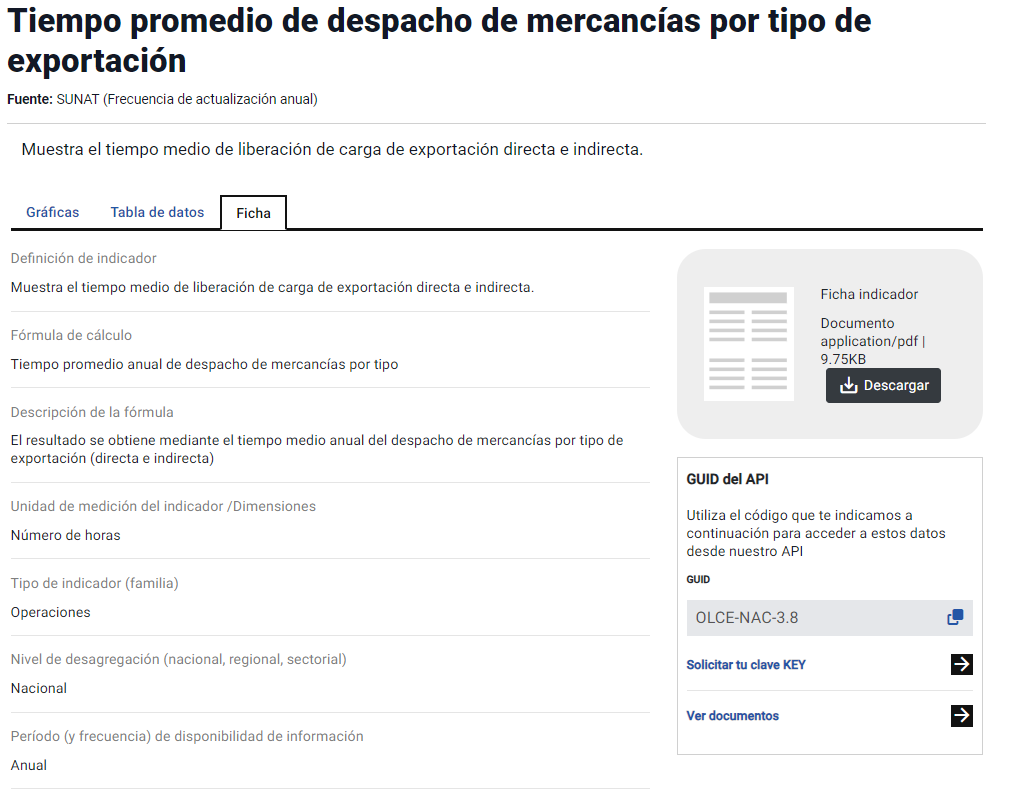 Tiempo promedio de despacho de mercancías por tipo de
exportación
Fuente: SUNAT (Frecuencia de actualización anual)
Muestra el tiempo medio de liberación de carga de exportación directa e indirecta.
Gráficas
Tabla de datos
Ficha
Definición de indicador
Muestra el tiempo medio de liberación de carga de exportación directa e indirecta.
Fórmula de cálculo
Tiempo promedio anual de despacho de mercancías por tipo
Descripción de la fórmula
El resultado se obtiene mediante el tiempo medio anual del despacho de mercancías por tipo de
exportación (directa e indirecta)
Unidad de medición del indicador /Dimensiones
Número de horas
Tipo de indicador (familia)
Operaciones
Nivel de desagregación (nacional, regional, sectorial)
Nacional
Período (y frecuencia) de disponibilidad de información
Anual
Ficha indicador
Documento
application/pdf |
9.75KB
Descargar
GUID del API
Utiliza el código que te indicamos a
continuación para acceder a estos datos
desde nuestro API
GUID
OLCE-NAC-3.8
Solicitar tu clave KEY
Ver documentos